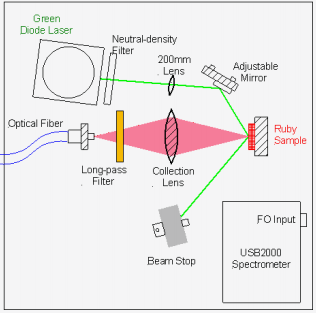 Green
Diode Laser
Neutral-density
Filter
200mm
Lens
Adjustable
Mirror
Optical Fiber
Ruby
Sample
Long-pass
Filter
Collection
Lens
Beam Stop
FO Input
USB2000
Spectrometer